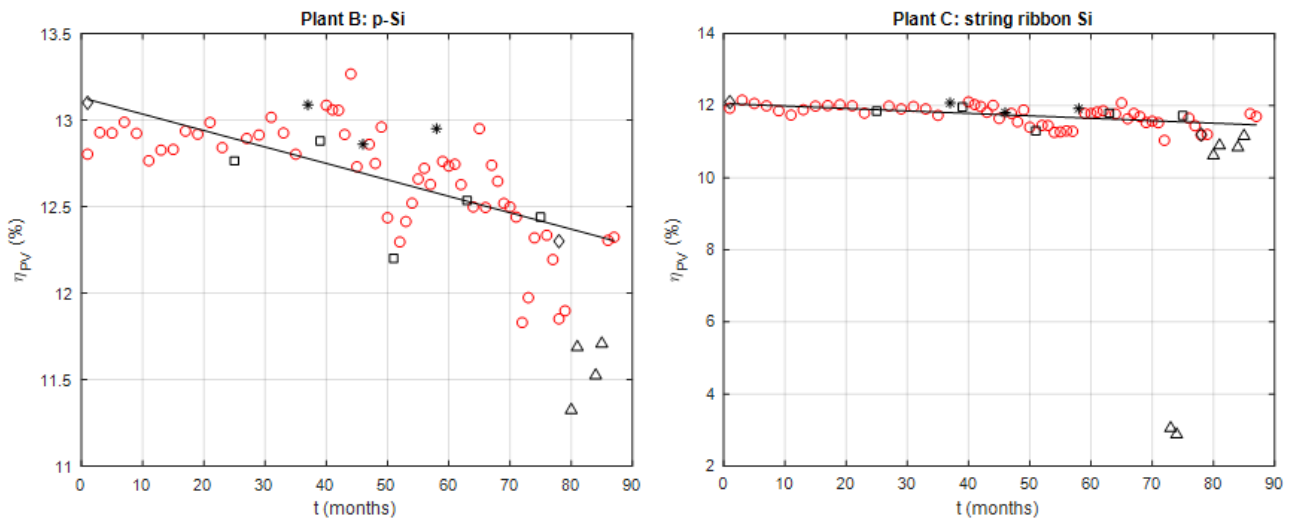 Plant B: p-Si
13.5
13
12.5
12
11.5
11
η_PV (%)
0 10 20 30 40 50 60 70 80 90
t (months)
Plant C: string ribbon Si
14
12
10
8
6
4
2
η_PV (%)
0 10 20 30 40 50 60 70 80 90
t (months)